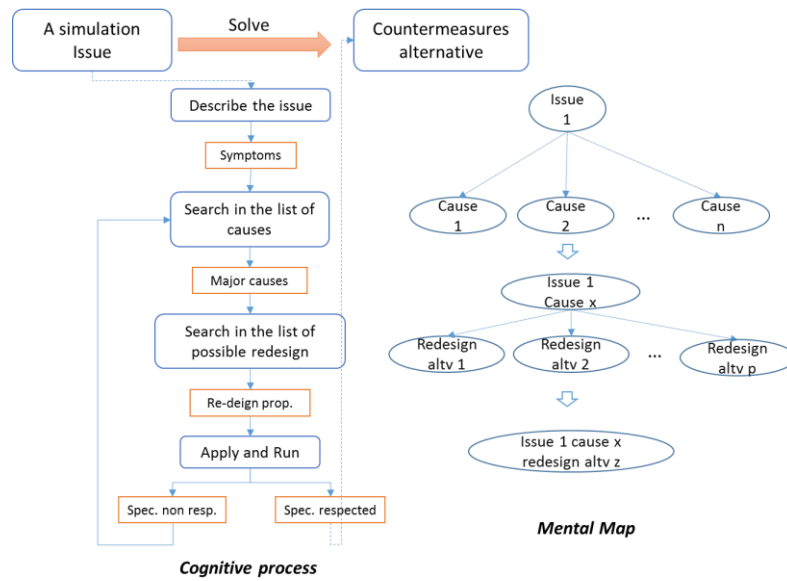 A simulation
Issue
Solve
Countermeasures
alternative
Describe the issue
Symptoms
Search in the list of
causes
Major causes
Search in the list of
possible redesign
Re-deign prop.
Apply and Run
Spec. non resp.
Spec. respected
Cognitive process
Issue
1
Cause
1
Cause
2
...
Cause
n
Issue 1
Cause x
Redesign
altv 1
Redesign
altv 2
...
Redesign
altv p
Issue 1 cause x
redesign altv z
Mental Map